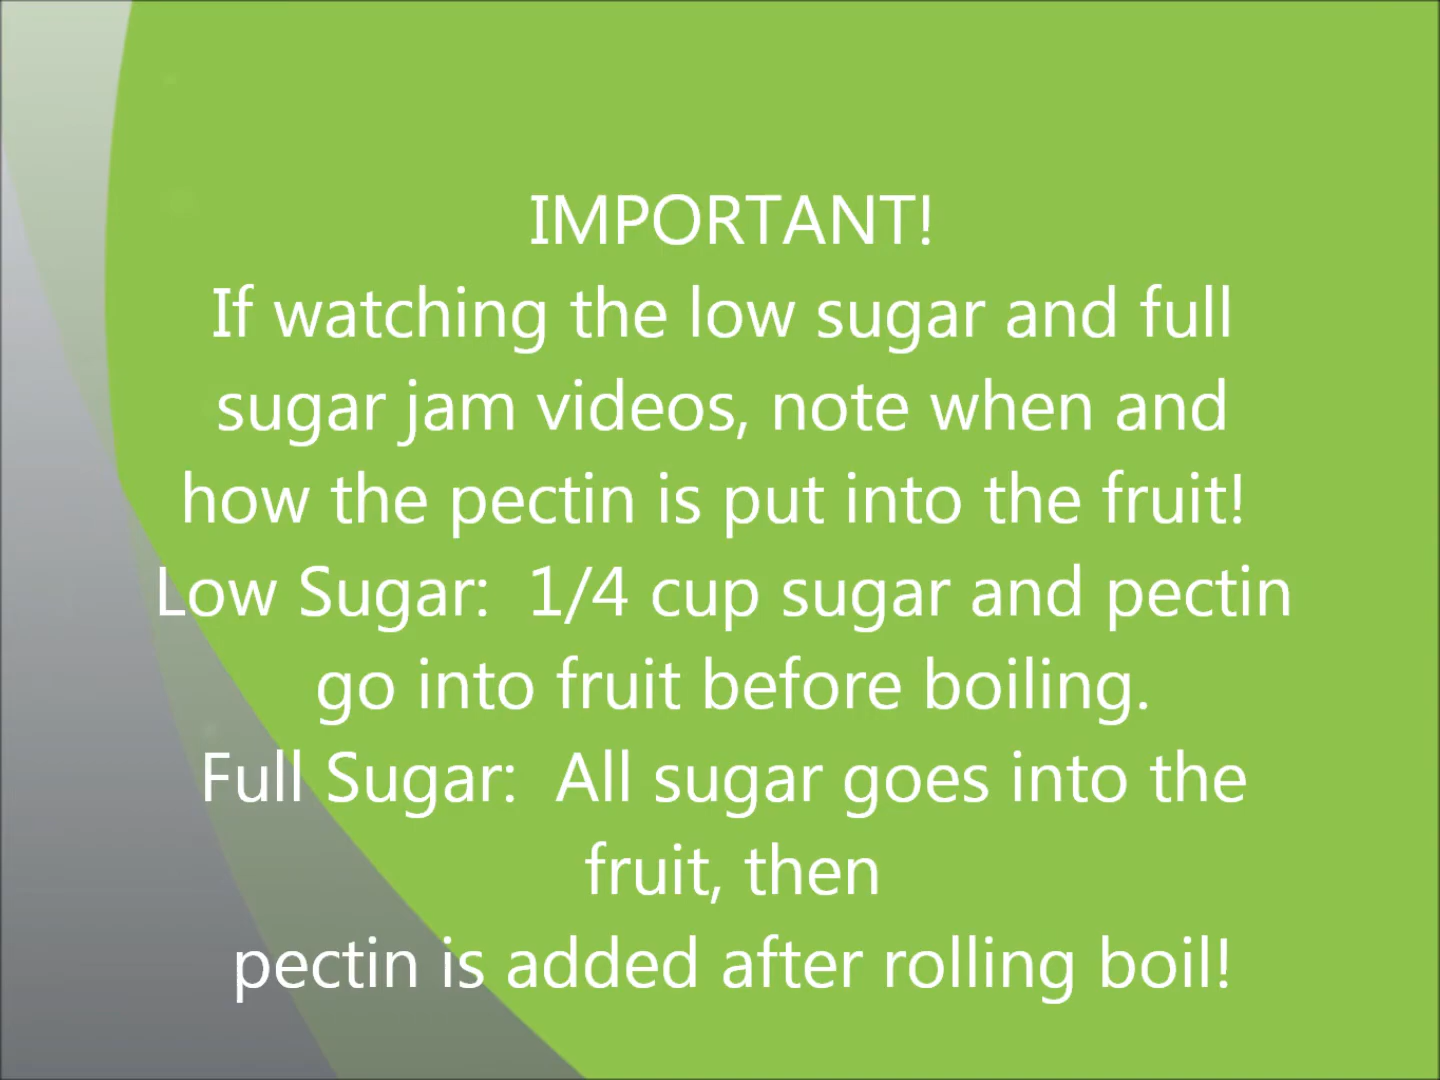 IMPORTANT!
If watching the low sugar and full
sugar jam videos, note when and
how the pectin is put into the fruit!
Low Sugar:  1/4 cup sugar and pectin
go into fruit before boiling.
Full Sugar:  All sugar goes into the
fruit, then
pectin is added after rolling boil!